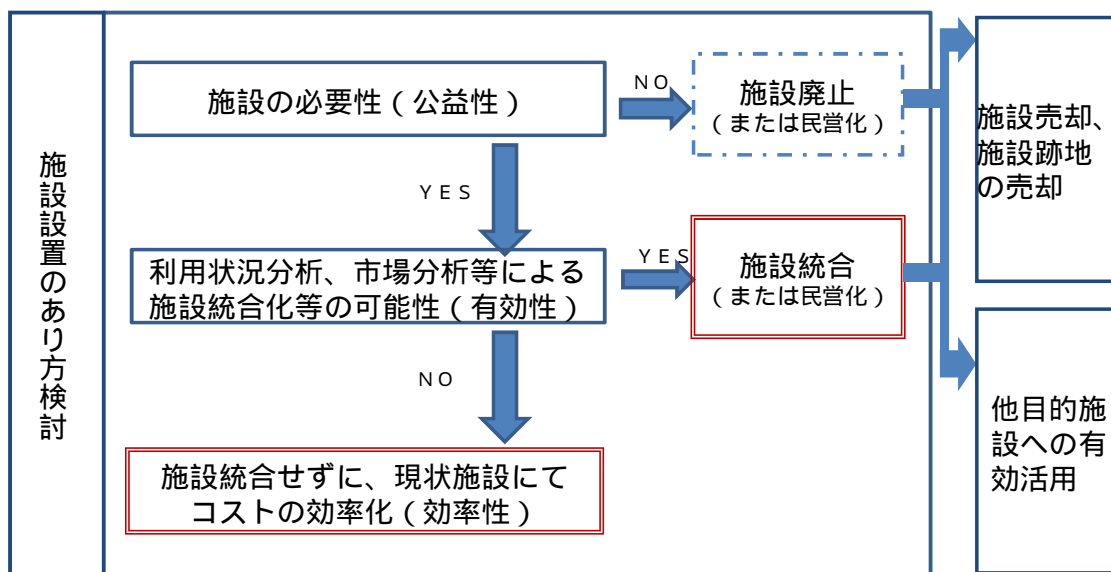 施設設置のあり方検討
施設の必要性(公益性)
NO
施設廃止
(または民営化)
YES
利用状況分析、市場分析等による
施設統合化等の可能性(有効性)
YES
施設統合
(または民営化)
NO
施設統合せずに、現状施設にて
コストの効率化(効率性)
施設売却、
施設跡地
の売却
他目的施
設への有
効活用